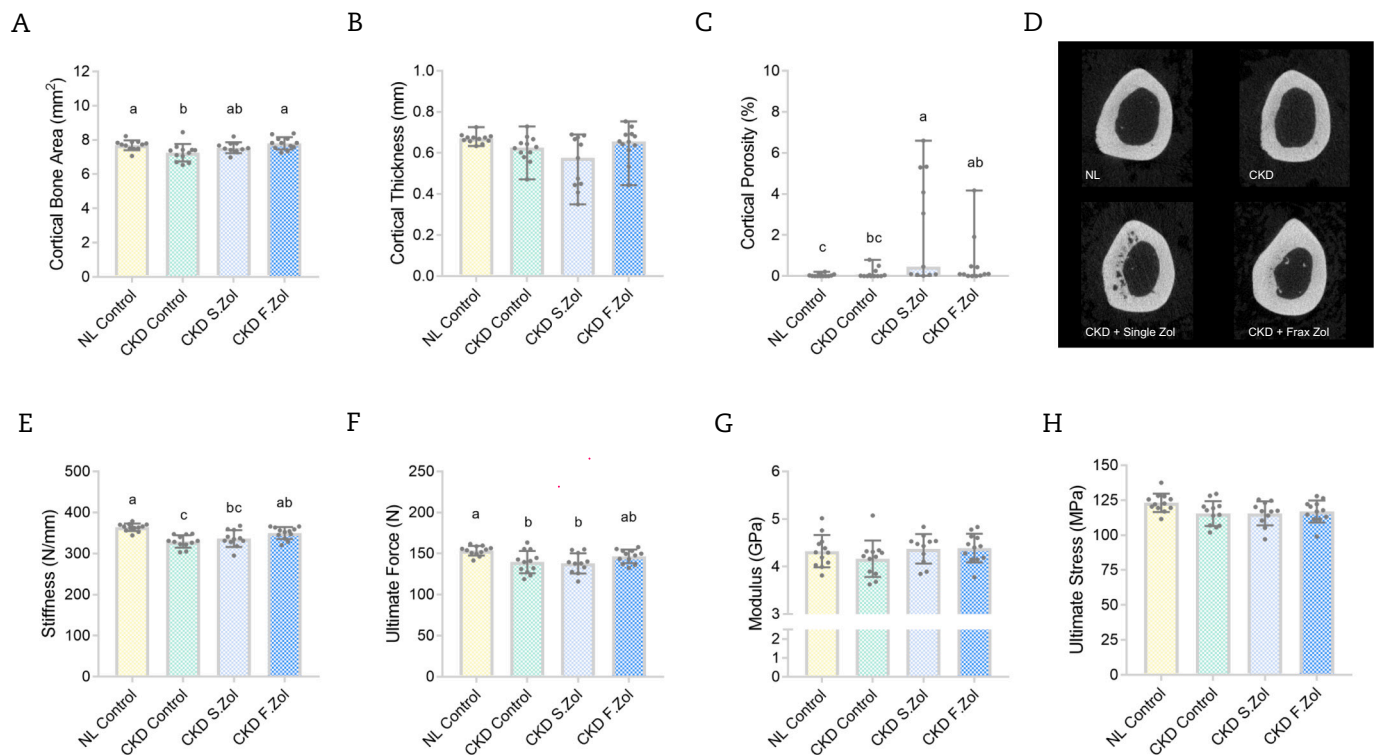 A
Cortical Bone Area (mm²)
12
10
8
6
4
2
0
a
b
ab
a
NL Control
CKD Control
CKD S.Zol
CKD F.Zol
B
Cortical Thickness (mm)
1.0
0.8
0.6
0.4
0.2
0.0
NL Control
CKD Control
CKD S.Zol
CKD F.Zol
C
Cortical Porosity (%)
10
8
6
4
2
0
c
bc
a
ab
NL Control
CKD Control
CKD S.Zol
CKD F.Zol
D
NL
CKD
CKD + Single Zol
CKD + Frax Zol
E
Stiffness (N/mm)
500
400
300
200
100
0
a
c
bc
ab
NL Control
CKD Control
CKD S.Zol
CKD F.Zol
F
Ultimate Force (N)
250
200
150
100
50
0
a
b
b
ab
NL Control
CKD Control
CKD S.Zol
CKD F.Zol
G
Modulus (GPa)
6
5
4
3
2
1
0
NL Control
CKD Control
CKD S.Zol
CKD F.Zol
H
Ultimate Stress (MPa)
150
125
100
75
50
25
0
NL Control
CKD Control
CKD S.Zol
CKD F.Zol